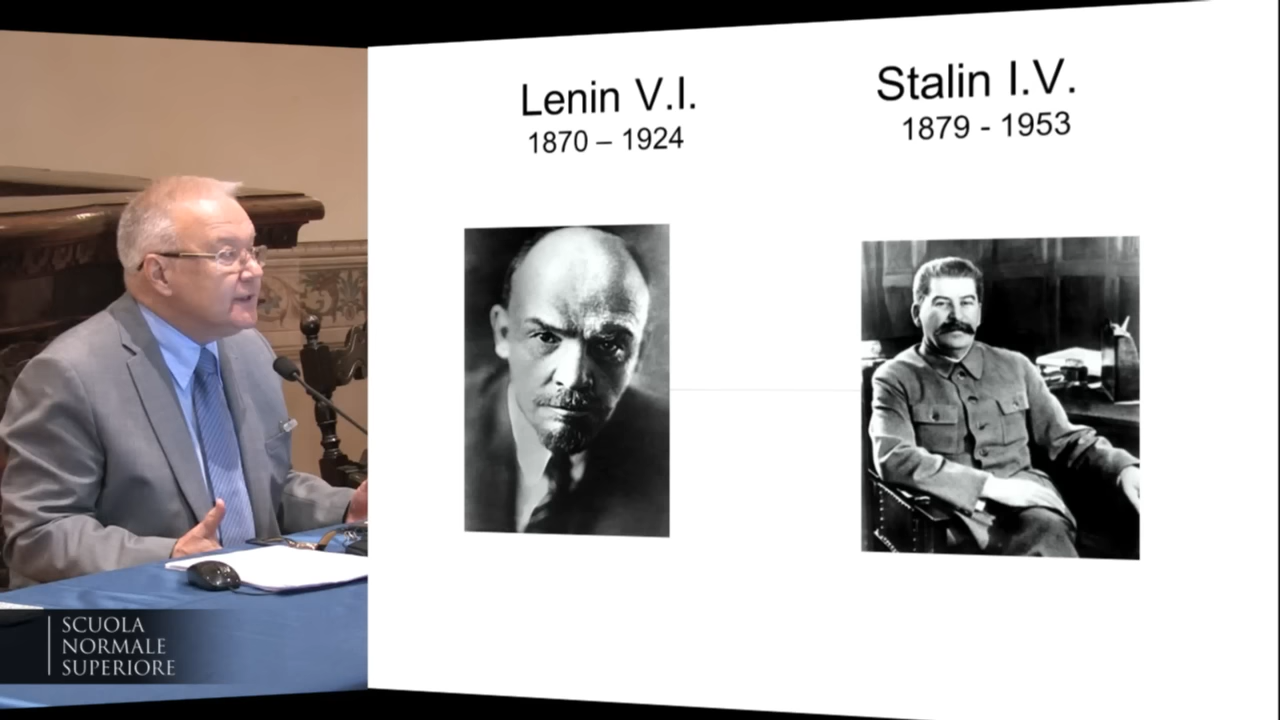 Lenin V.I.
1870 – 1924
Stalin I.V.
1879 - 1953
SCUOLA
NORMALE
SUPERIORE